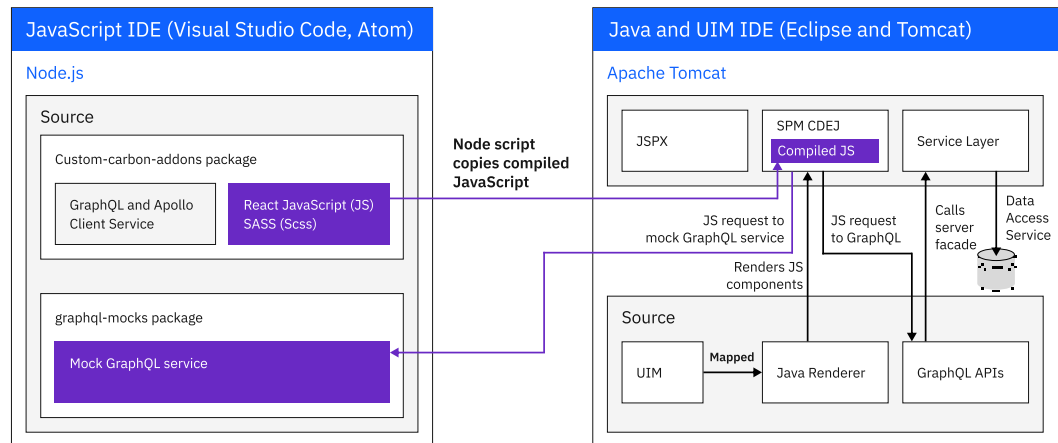 JavaScript IDE (Visual Studio Code, Atom)
Node.js
Source
Custom-carbon-addons package
GraphQL and Apollo
Client Service
React JavaScript (JS)
SASS (Scss)
graphql-mocks package
Mock GraphQL service
Node script
copies compiled
JavaScript
Java and UIM IDE (Eclipse and Tomcat)
Apache Tomcat
JSPX
SPM CDEJ
Compiled JS
Service Layer
JS request to
mock GraphQL service
JS request
to GraphQL
Calls
server
facade
Data
Access
Service
Renders JS
components
Source
UIM
Mapped
Java Renderer
GraphQL APIs